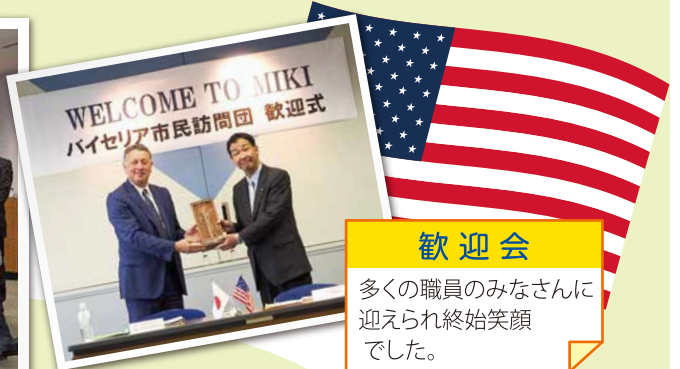 WELCOME TO MIKI
バイセリア市民訪問団 歓迎式
歓迎会
多くの職員のみなさんに
迎えられ終始笑顔
でした。